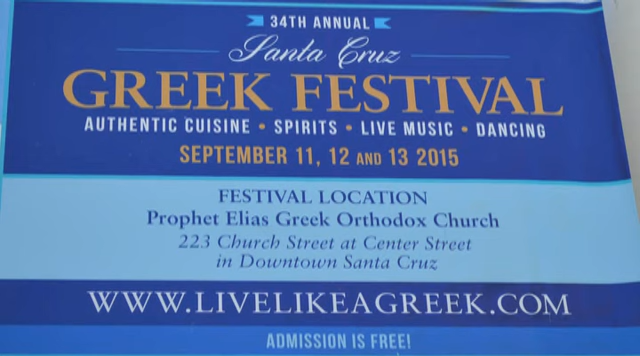 34TH ANNUAL
Santa Cruz
GREEK FESTIVAL
AUTHENTIC CUISINE • SPIRITS • LIVE MUSIC • DANCING
SEPTEMBER 11, 12 AND 13 2015
FESTIVAL LOCATION
Prophet Elias Greek Orthodox Church
223 Church Street at Center Street
in Downtown Santa Cruz
WWW.LIVELIKEAGREEK.COM
ADMISSION IS FREE!